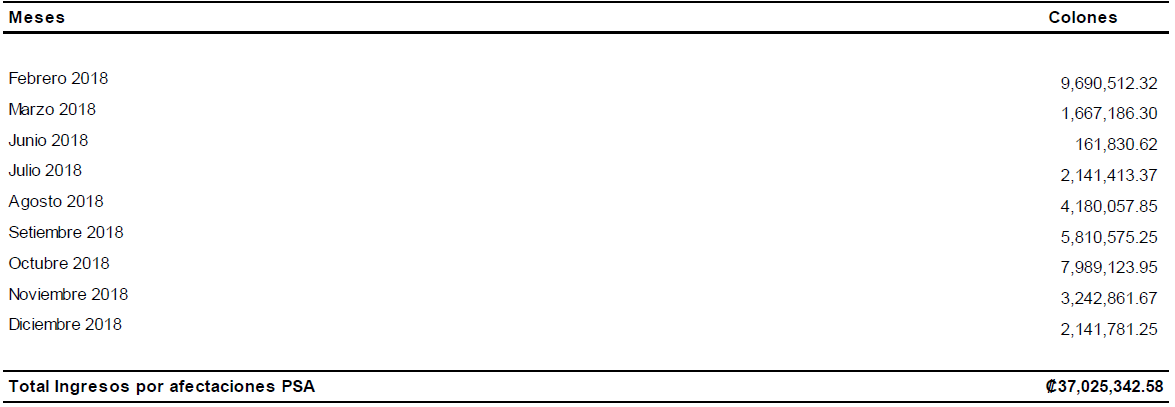 Meses Colones
Febrero 2018 9,690,512.32
Marzo 2018 1,667,186.30
Junio 2018 161,830.62
Julio 2018 2,141,413.37
Agosto 2018 4,180,057.85
Setiembre 2018 5,810,575.25
Octubre 2018 7,989,123.95
Noviembre 2018 3,242,861.67
Diciembre 2018 2,141,781.25
Total Ingresos por afectaciones PSA ₡37,025,342.58